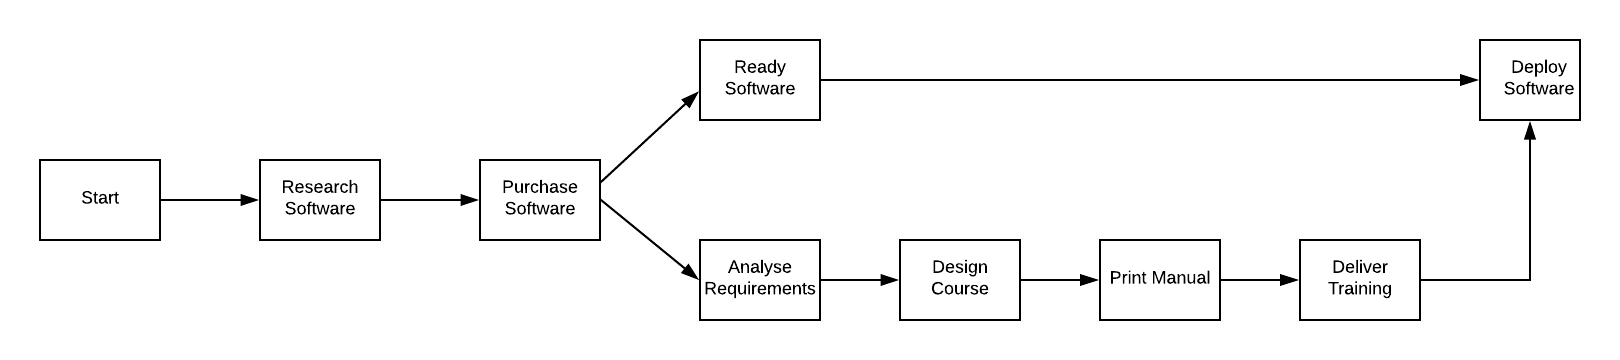 Start
Research
Software
Purchase
Software
Ready
Software
Analyse
Requirements
Design
Course
Print Manual
Deliver
Training
Deploy
Software